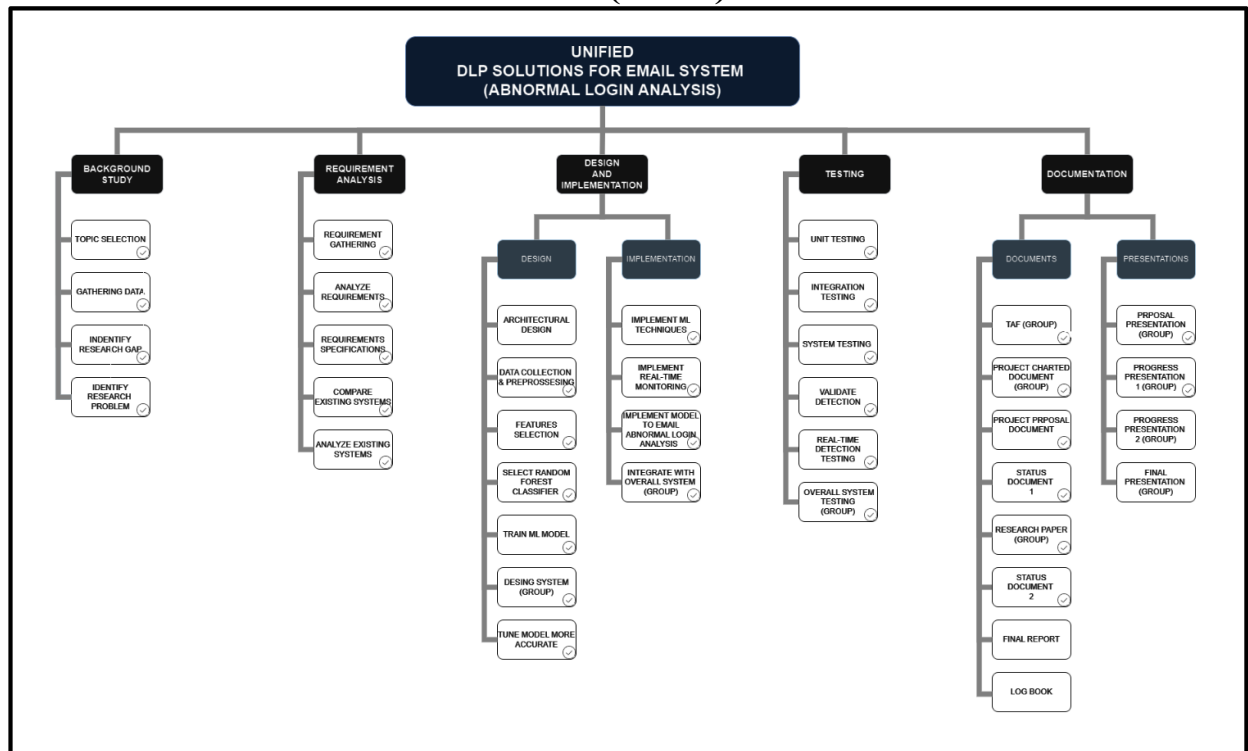 UNIFIED
DLP SOLUTIONS FOR EMAIL SYSTEM
(ABNORMAL LOGIN ANALYSIS)
BACKGROUND
STUDY
TOPIC SELECTION
GATHERING DATA
INDENTIFY
RESEARCH GAP
IDENTIFY
RESEARCH
PROBLEM
REQUIREMENT
ANALYSIS
REQUIREMENT
GATHERING
ANALYZE
REQUIREMENTS
REQUIREMENTS
SPECIFICATIONS
COMPARE
EXISTING SYSTEMS
ANALYZE EXISTING
SYSTEMS
DESIGN
AND
IMPLEMENTATION
DESIGN
ARCHITECTURAL
DESIGN
DATA COLLECTION
& PREPROSSESING
FEATURES
SELECTION
SELECT RANDOM
FOREST
CLASSIFIER
TRAIN ML MODEL
DESING SYSTEM
(GROUP)
TUNE MODEL MORE
ACCURATE
IMPLEMENTATION
IMPLEMENT ML
TECHNIQUES
IMPLEMENT
REAL-TIME
MONITORING
IMPLEMENT MODEL
TO EMAIL
ABNORMAL LOGIN
ANALYSIS
INTEGRATE WITH
OVERALL SYSTEM
(GROUP)
TESTING
UNIT TESTING
INTEGRATION
TESTING
SYSTEM TESTING
VALIDATE
DETECTION
REAL-TIME
DETECTION
TESTING
OVERALL SYSTEM
TESTING
(GROUP)
DOCUMENTATION
DOCUMENTS
TAF (GROUP)
PROJECT CHARTED
DOCUMENT
(GROUP)
PROJECT PRPOSAL
DOCUMENT
STATUS
DOCUMENT
1
RESEARCH PAPER
(GROUP)
STATUS
DOCUMENT
2
FINAL REPORT
LOG BOOK
PRESENTATIONS
PRPOSAL
PRESENTATION
(GROUP)
PROGRESS
PRESENTATION
1 (GROUP)
PROGRESS
PRESENTATION
2 (GROUP)
FINAL
PRESENTATION
(GROUP)